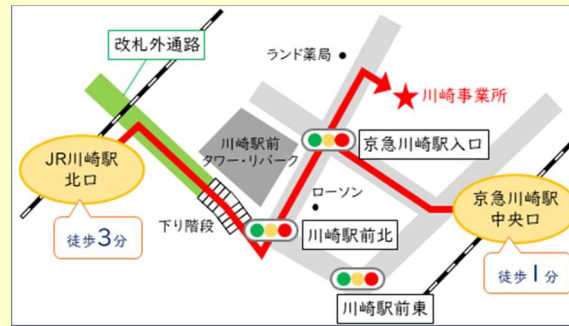 改札外通路
ランド薬局
川崎事業所
川崎駅前
タワー・リバーク
京急川崎駅入口
JR川崎駅
北口
ローソン
京急川崎駅
中央口
徒歩3分
下り階段
川崎駅前北
徒歩1分
川崎駅前東